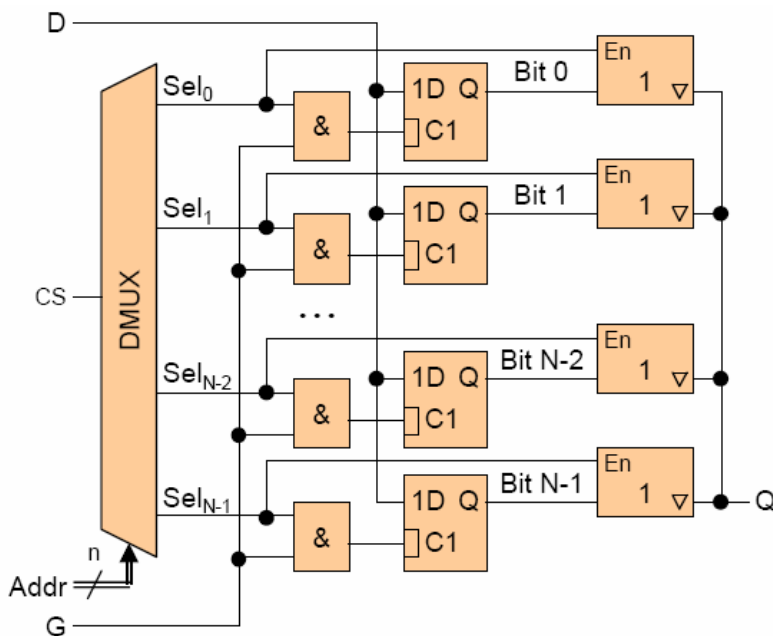 D
Sel0
&
1D Q
C1
Bit 0
En
1
Sel1
&
1D Q
C1
Bit 1
En
1
CS
DMUX
...
SelN-2
&
1D Q
C1
Bit N-2
En
1
SelN-1
&
1D Q
C1
Bit N-1
En
1
Q
n
Addr
G